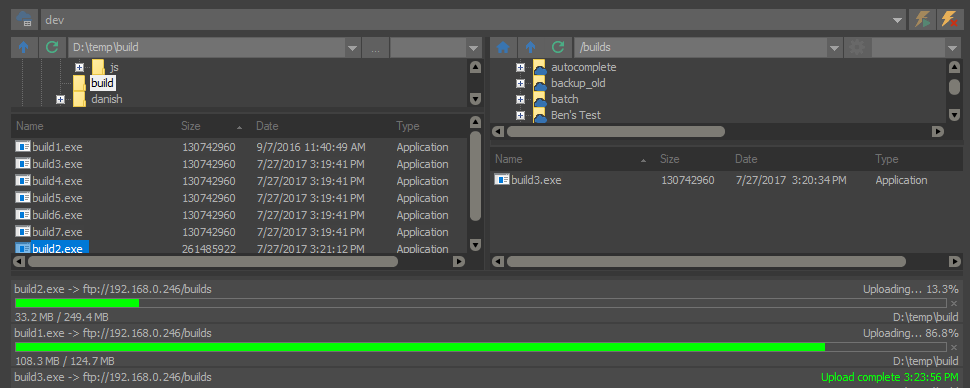 dev
D:\temp\build
...
js
build
danish
Name Size Date Type
build1.exe 130742960 9/7/2016 11:40:49 AM Application
build3.exe 130742960 7/27/2017 3:19:41 PM Application
build4.exe 130742960 7/27/2017 3:19:41 PM Application
build5.exe 130742960 7/27/2017 3:19:41 PM Application
build6.exe 130742960 7/27/2017 3:19:41 PM Application
build7.exe 130742960 7/27/2017 3:19:41 PM Application
build2.exe 261485922 7/27/2017 3:21:12 PM Application
/builds
autocomplete
backup_old
batch
Ben's Test
Name Size Date Type
build3.exe 130742960 7/27/2017 3:20:34 PM Application
build2.exe -> ftp://192.168.0.246/builds Uploading... 13.3%
33.2 MB / 249.4 MB D:\temp\build
build1.exe -> ftp://192.168.0.246/builds Uploading... 86.8%
108.3 MB / 124.7 MB D:\temp\build
build3.exe -> ftp://192.168.0.246/builds Upload complete 3:23:56 PM